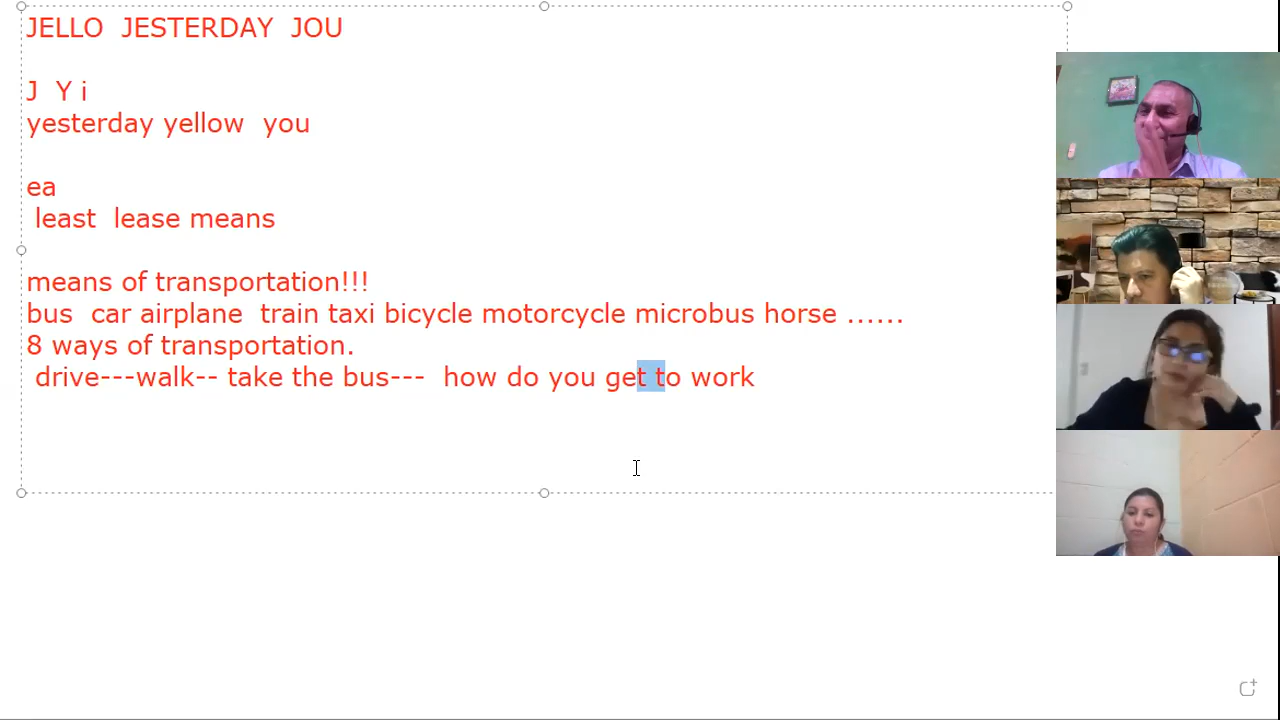 JELLO  JESTERDAY  JOU
J  Y i
yesterday yellow  you
ea
least  lease means
means of transportation!!!
bus  car airplane  train taxi bicycle motorcycle microbus horse ......
8 ways of transportation.
drive---walk-- take the bus---  how do you get to work